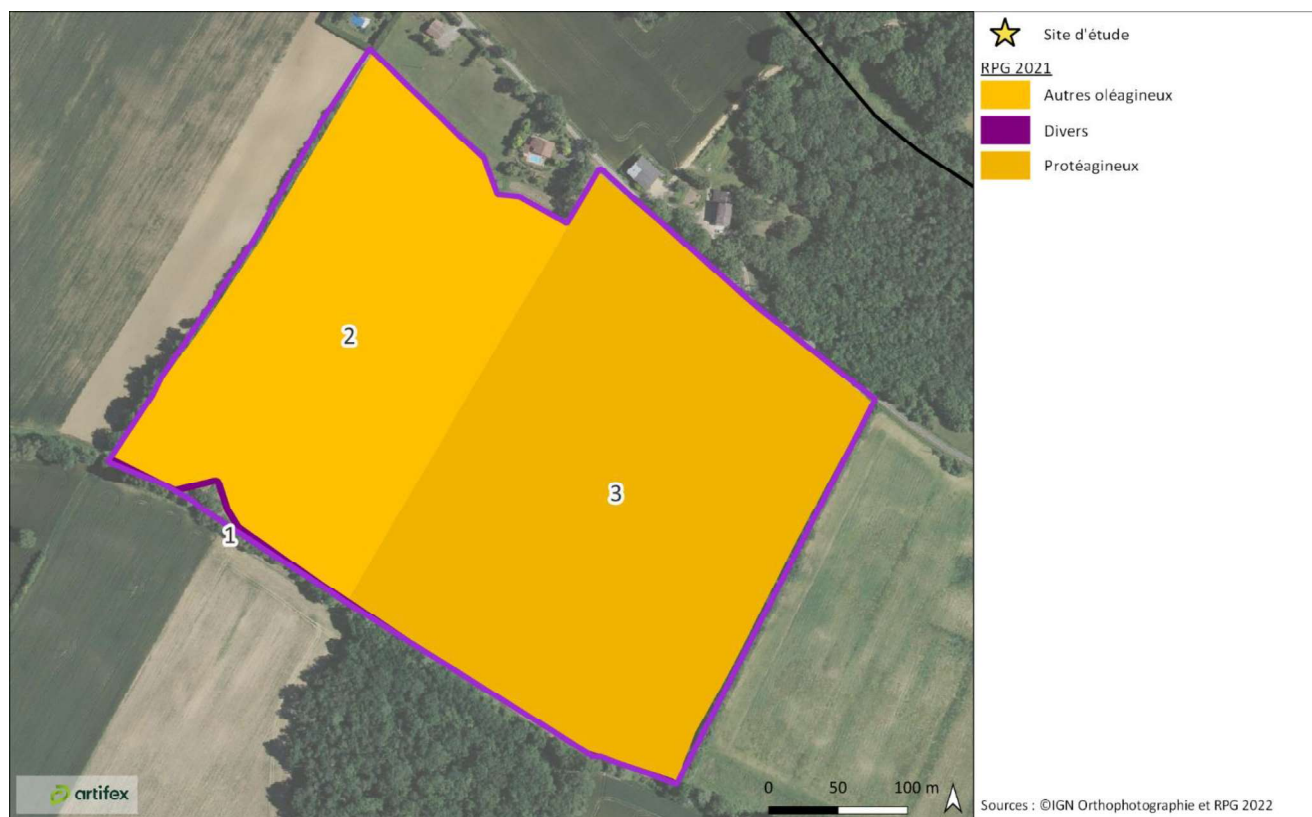 Site d'étude
RPG 2021
Autres oléagineux
Divers
Protéagineux
2
3
1
artifex
0 50 100 m
Sources : ©IGN Orthophotographie et RPG 2022